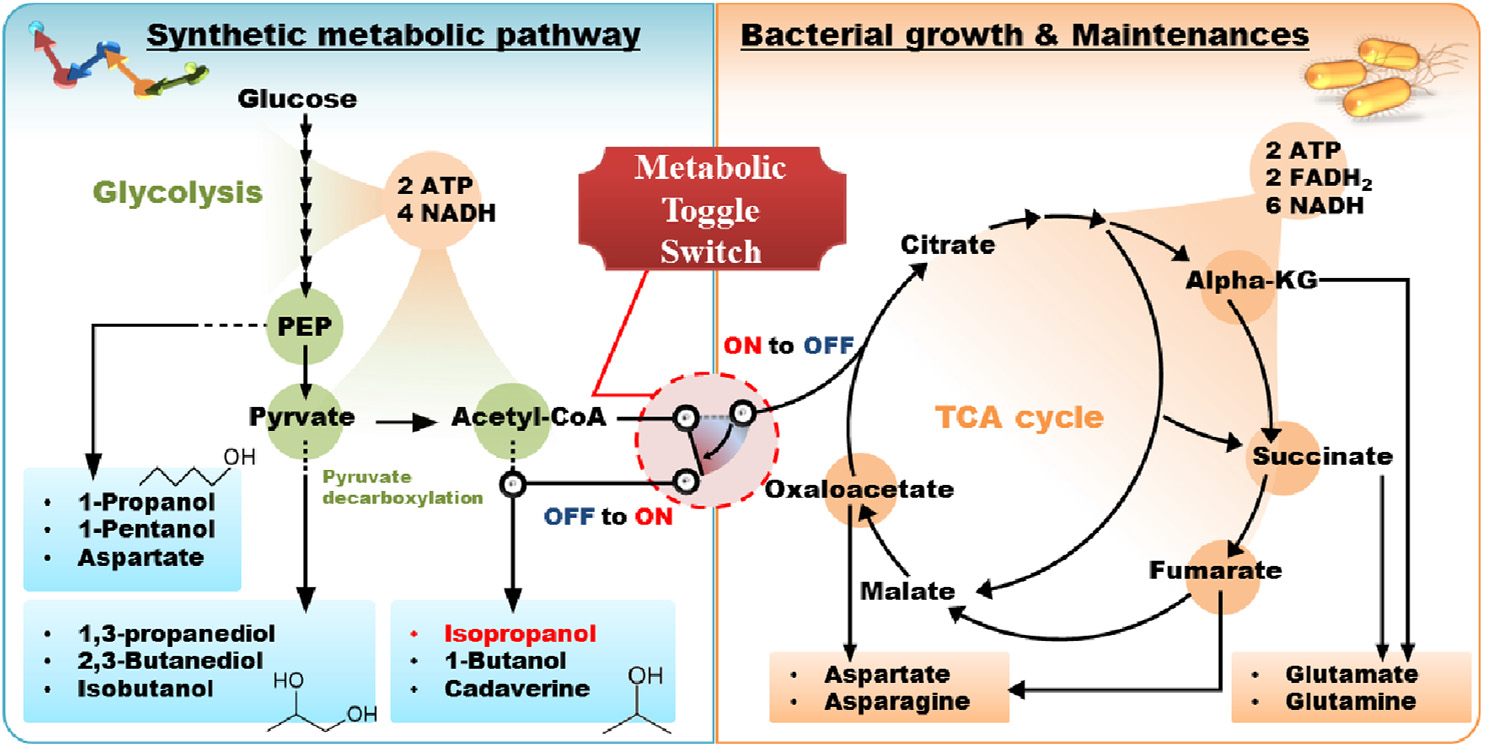 Synthetic metabolic pathway
Bacterial growth & Maintenances
Glucose
Glycolysis
2 ATP
4 NADH
Metabolic
Toggle
Switch
2 ATP
2 FADH₂
6 NADH
Citrate
Alpha-KG
PEP
ON to OFF
Pyrvate
Acetyl-CoA
TCA cycle
Succinate
OH
Pyruvate
decarboxylation
Oxaloacetate
OFF to ON
• 1-Propanol
• 1-Pentanol
• Aspartate
Fumarate
Malate
• 1,3-propanediol
• 2,3-Butanediol
• Isobutanol
HO
OH
• Isopropanol
• 1-Butanol
• Cadaverine
OH
• Aspartate
• Asparagine
• Glutamate
• Glutamine